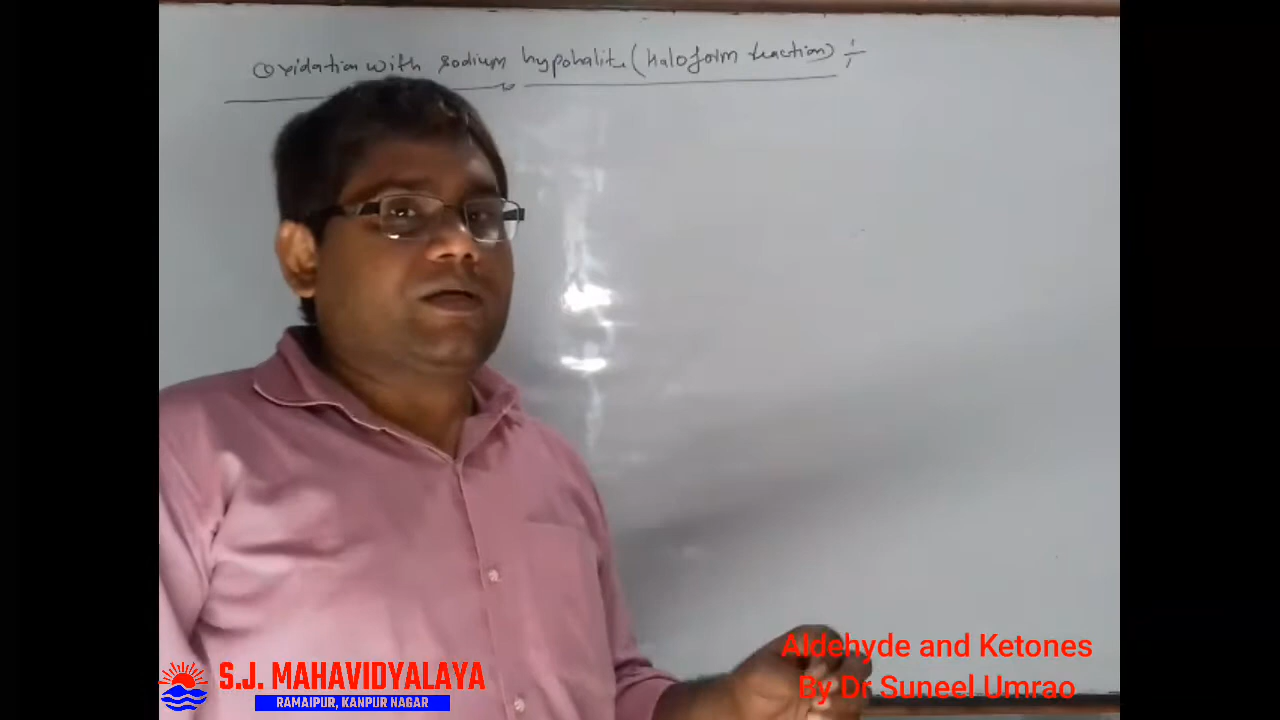 Oxidation with sodium hypohalite (haloform reaction) ÷
Aldehyde and Ketones
By Dr Suneel Umrao
S.J. MAHAVIDYALAYA
RAMAIPUR, KANPUR NAGAR